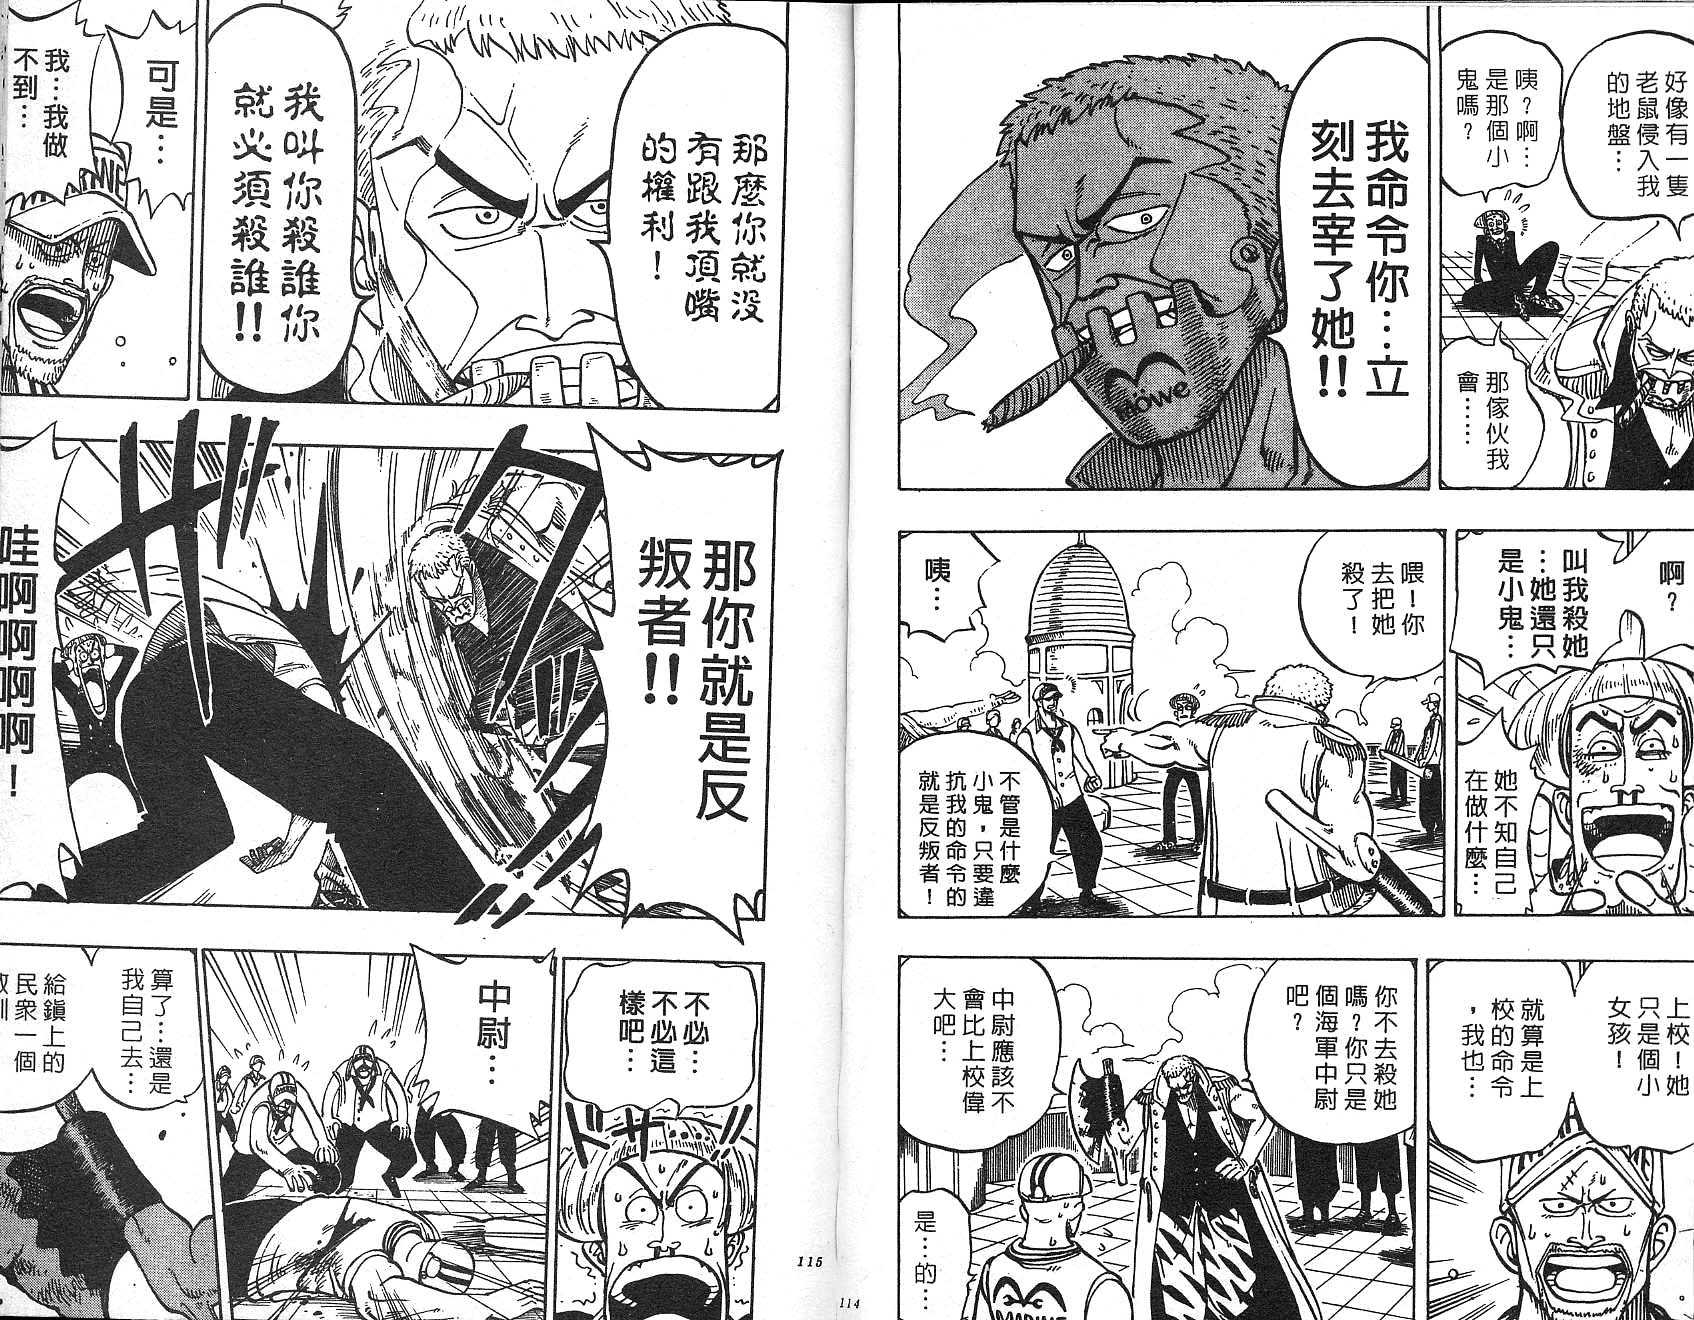 好像有一隻
老鼠侵入我
的地盤…
咦？啊…
是那個小
鬼嗎？
那傢伙我
會……
我命令你…立
刻去宰了她!!
MÖWE
啊？
叫我殺她
…她還只
是小鬼…
她不知自己
在做什麼…
喂！你
去把她
殺了！
咦…
不管是什麼
小鬼，只要違
抗我的命令的
就是反叛者！
上校！她
只是個小
女孩！
就算是上
校的命令
，我也…
你不去殺她
嗎？你只是
個海軍中尉
吧？
中尉應該不
會比上校偉
大吧…
是…的…
MARINE
114
那麼你就没
有跟我頂嘴
的權利！
我叫你殺誰你
就必須殺誰!!
可是…
我…我做
不到…
那你就是反
叛者!!
哇啊啊啊啊！
不必…
不必這
樣吧…
ドドーン!!
中尉…
算了…還是
我自己去…
給鎮上的
民衆一個
115